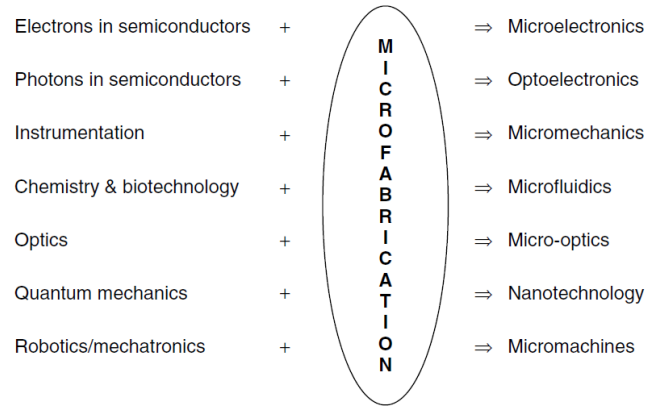 Electrons in semiconductors + ⇒ Microelectronics
Photons in semiconductors + ⇒ Optoelectronics
Instrumentation + ⇒ Micromechanics
Chemistry & biotechnology + ⇒ Microfluidics
Optics + ⇒ Micro-optics
Quantum mechanics + ⇒ Nanotechnology
Robotics/mechatronics + ⇒ Micromachines
MICROFABRICATION